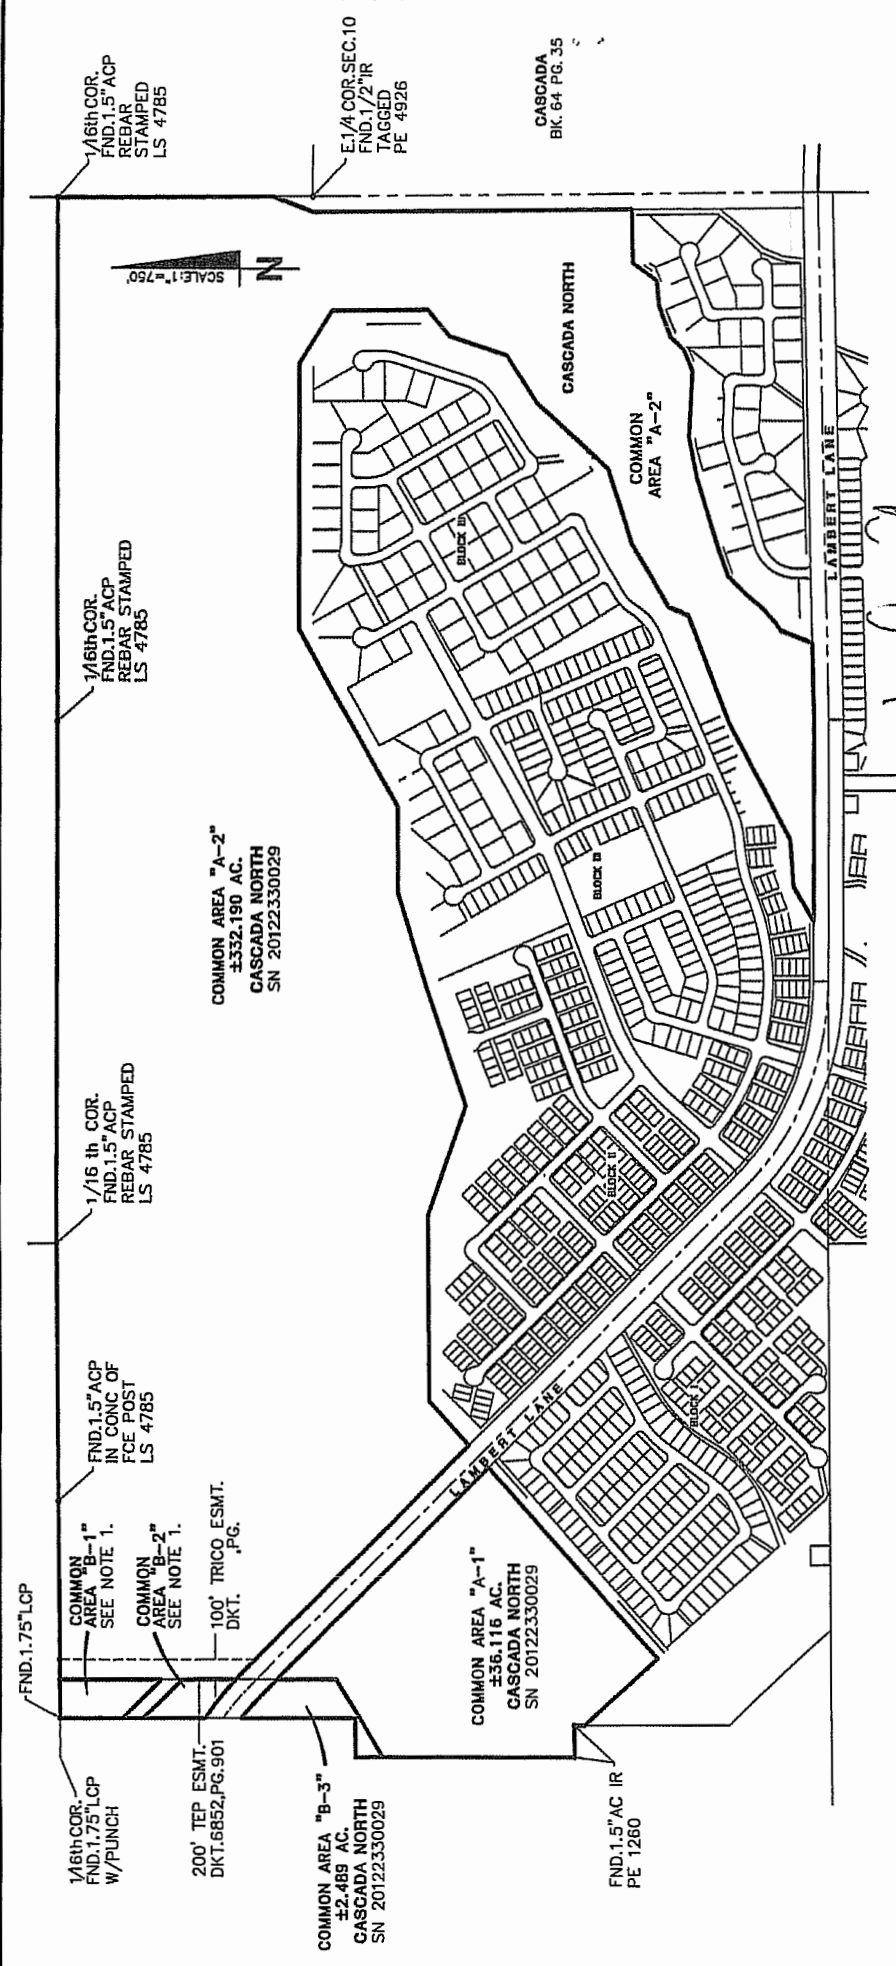 FND.1.75"LCP
1/16thCOR.
FND.1.75"LCP
W/PUNCH
COMMON
AREA "B-1"
SEE NOTE 1.
COMMON
AREA "B-2"
SEE NOTE 1.
100' TRICO ESMT.
DKT. ,PG.
200' TEP ESMT.
DKT.6852,PG.901
COMMON AREA "B-3"
±2.489 AC.
CASCADA NORTH
SN 20122330029
FND.1.5"ACP
IN CONC OF
FCE POST
LS 4785
1/16 th COR.
FND.1.5"ACP
REBAR STAMPED
LS 4785
1/16thCOR.
FND.1.5"ACP
REBAR STAMPED
LS 4785
1/16thCOR.
FND.1.5"ACP
REBAR
STAMPED
LS 4785
E.1/4 COR.SEC.10
FND.1/2"IR
TAGGED
PE 4926
CASCADA
BK. 64 PG. 35
SCALE:1"=750'
N
COMMON AREA "A-2"
±332.190 AC.
CASCADA NORTH
SN 20122330029
CASCADA NORTH
COMMON
AREA "A-2"
BLOCK III
BLOCK III
BLOCK II
BLOCK I
LAMBERT LANE
LAMBERT LANE
COMMON AREA "A-1"
±36.116 AC.
CASCADA NORTH
SN 20122330029
FND.1.5"AC IR
PE 1260